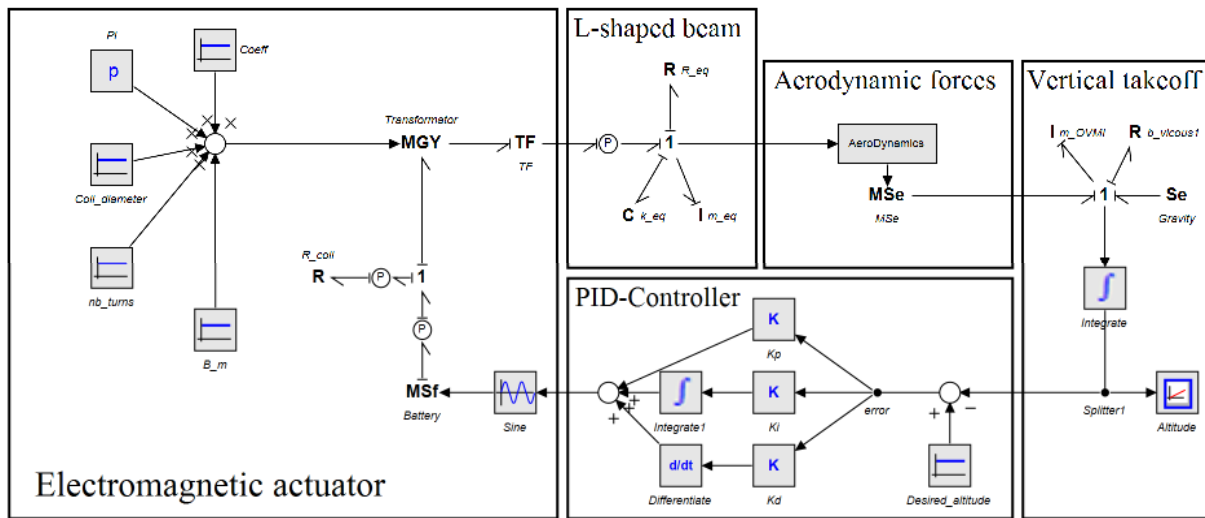 L-shaped beam
Aerodynamic forces
Vertical takeoff
PI
p
Coeff
Coil_diameter
nb_turns
B_m
Transformator
MGY
TF
TF
P
R R_eq
1
C k_eq
I m_eq
AeroDynamics
MSe
MSe
I m_OVMI
R b_vicous1
1
Se
Gravity
R_coil
R
P
1
P
MSf
Battery
Sine
Electromagnetic actuator
PID-Controller
K
Kp
K
Ki
Integrate1
d/dt
Differentiate
K
Kd
error
+
+
+
+
−
Desired_altitude
∫
Integrate
Splitter1
Altitude